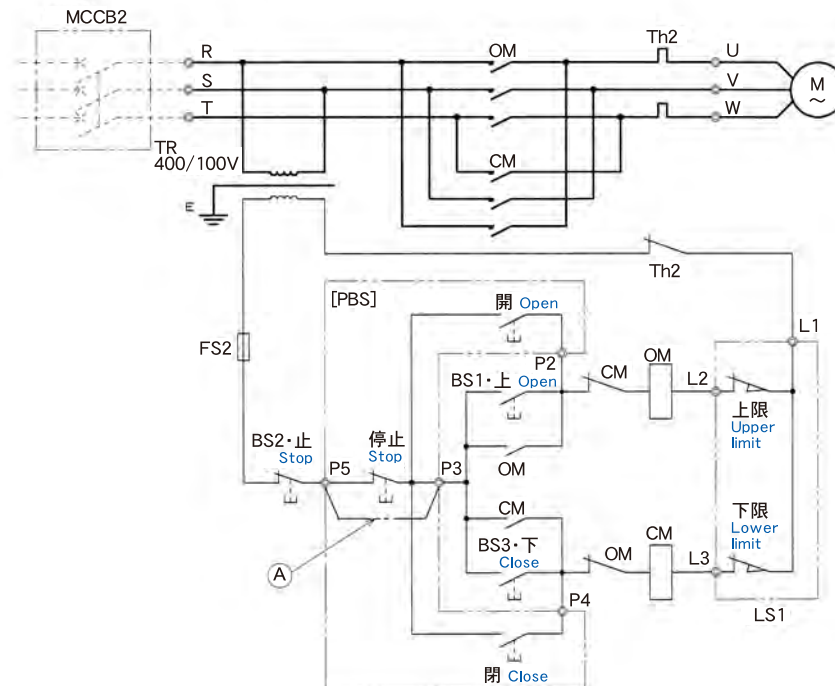 MCCB2
R
S
T
OM
Th2
U
V
W
M
~
TR
400/100V
CM
E
Th2
[PBS]
開 Open
L1
FS2
P2
BS1・上 Open
CM
OM
L2
上限
Upper
limit
BS2・止
Stop
停止
Stop
P5
P3
OM
CM
BS3・下
Close
OM
CM
L3
下限
Lower
limit
A
P4
LS1
閉 Close